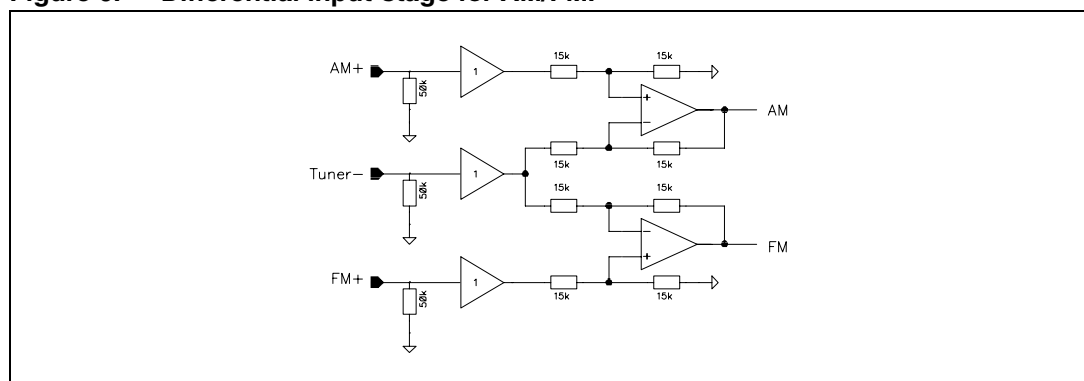 Differential input stage for AM/FM
15k
15k
AM+
1
50k
AM
15k
15k
Tuner-
1
15k
15k
50k
FM
FM+
1
15k
15k
50k